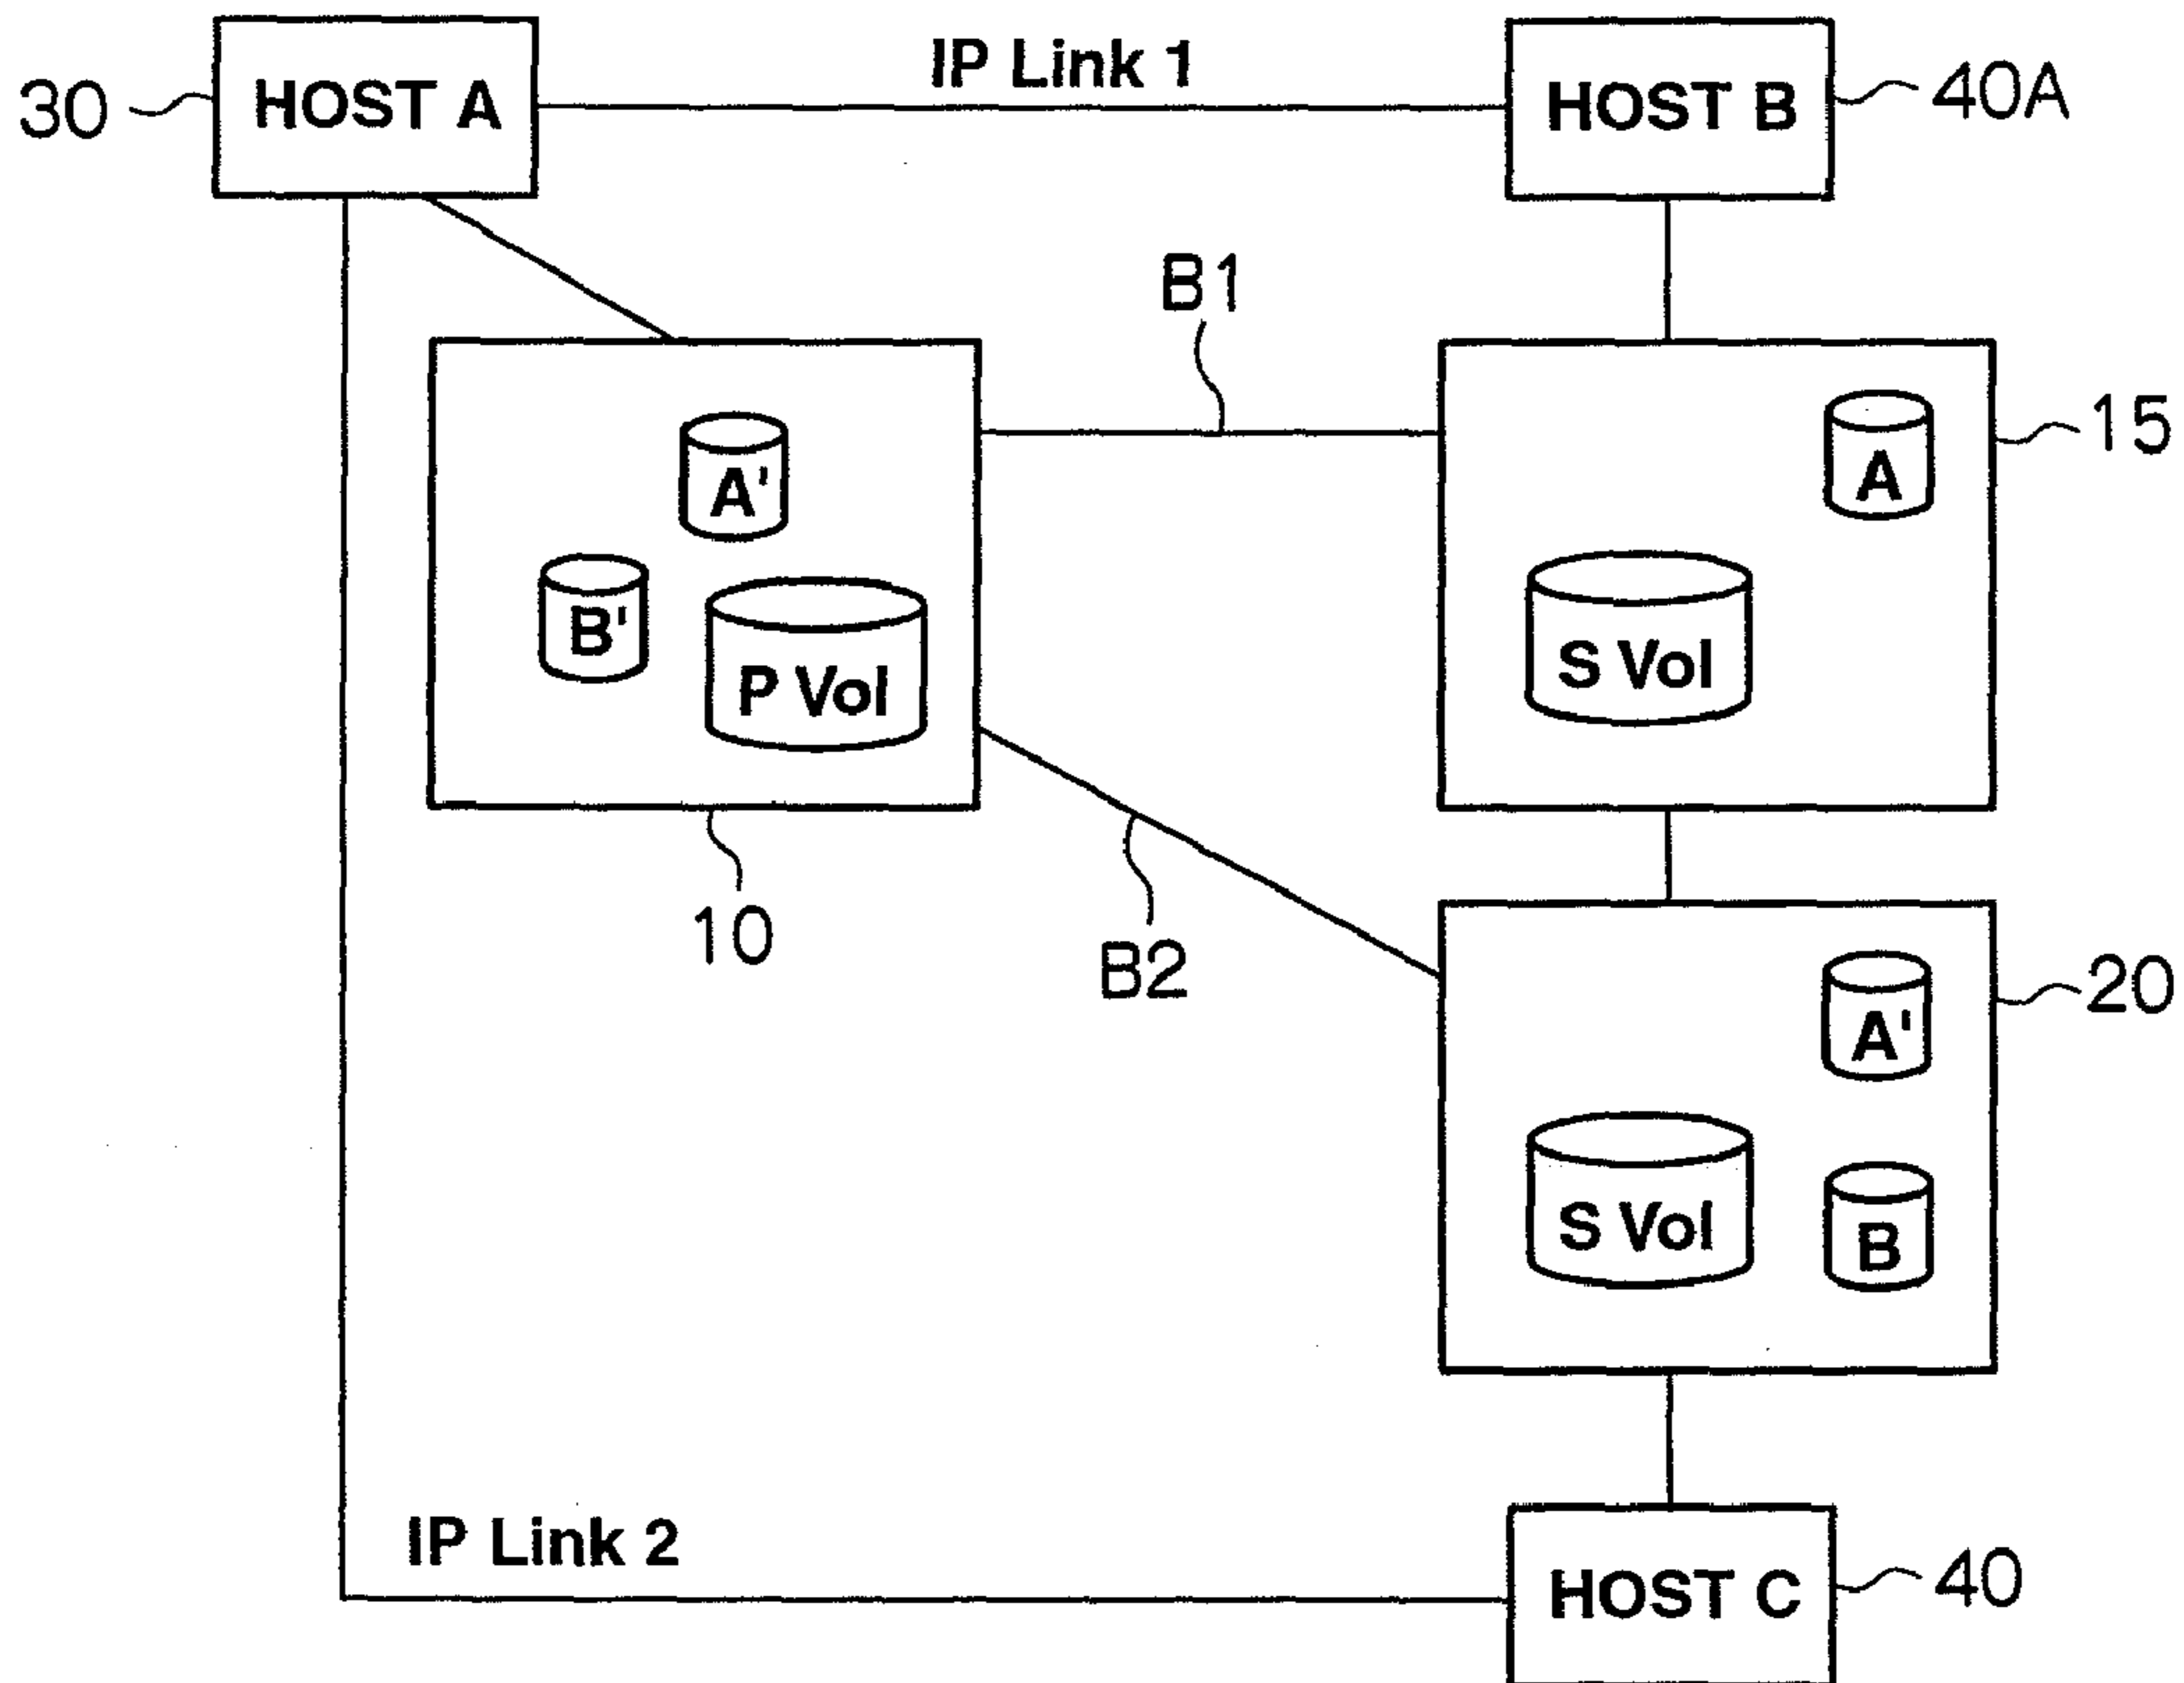 30
HOST A
IP Link 1
HOST B
40A
B1
A'
B'
P Vol
10
A
S Vol
15
B2
A'
S Vol
B
20
IP Link 2
HOST C
40